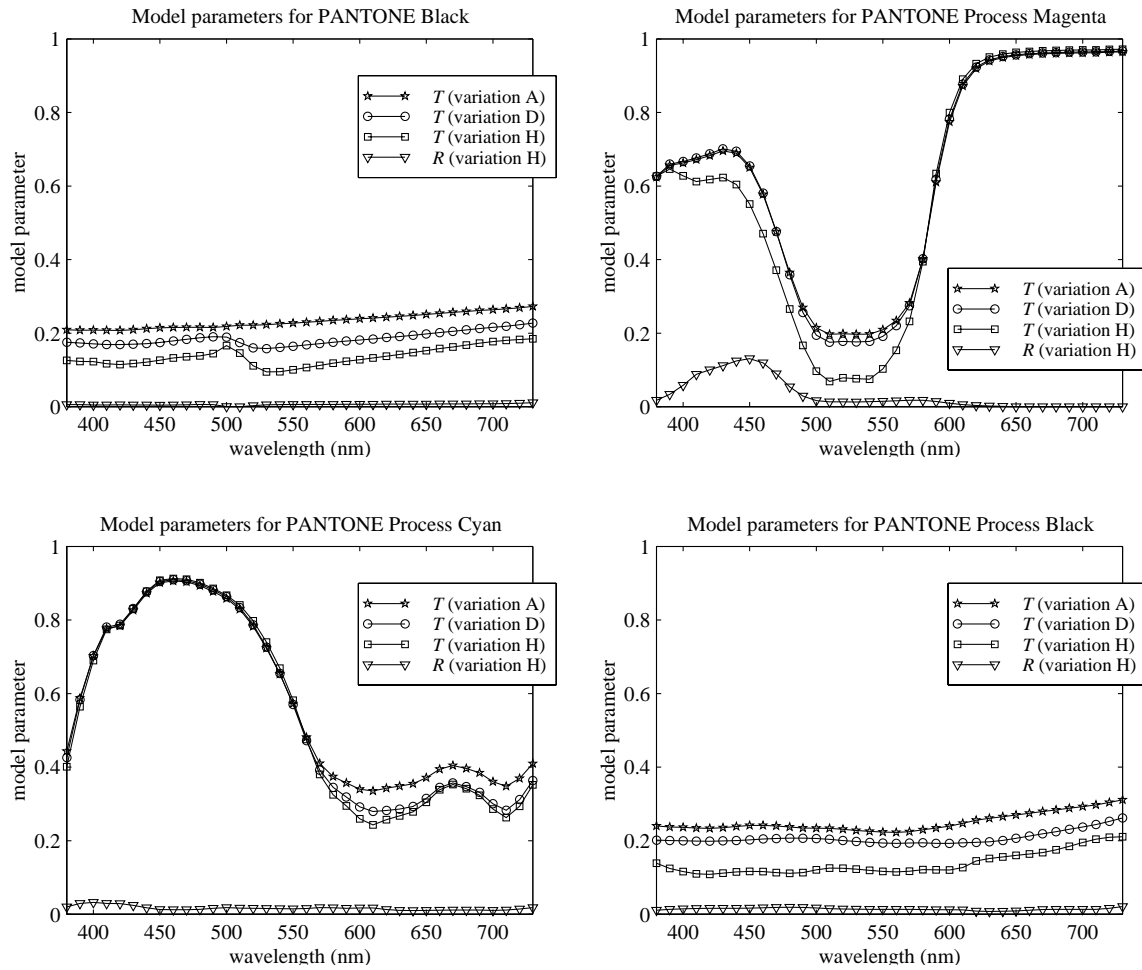 Model parameters for PANTONE Black
1
0.8
0.6
0.4
0.2
0
model parameter
T (variation A)
T (variation D)
T (variation H)
R (variation H)
400 450 500 550 600 650 700
wavelength (nm)
Model parameters for PANTONE Process Magenta
1
0.8
0.6
0.4
0.2
0
model parameter
T (variation A)
T (variation D)
T (variation H)
R (variation H)
400 450 500 550 600 650 700
wavelength (nm)
Model parameters for PANTONE Process Cyan
1
0.8
0.6
0.4
0.2
0
model parameter
T (variation A)
T (variation D)
T (variation H)
R (variation H)
400 450 500 550 600 650 700
wavelength (nm)
Model parameters for PANTONE Process Black
1
0.8
0.6
0.4
0.2
0
model parameter
T (variation A)
T (variation D)
T (variation H)
R (variation H)
400 450 500 550 600 650 700
wavelength (nm)